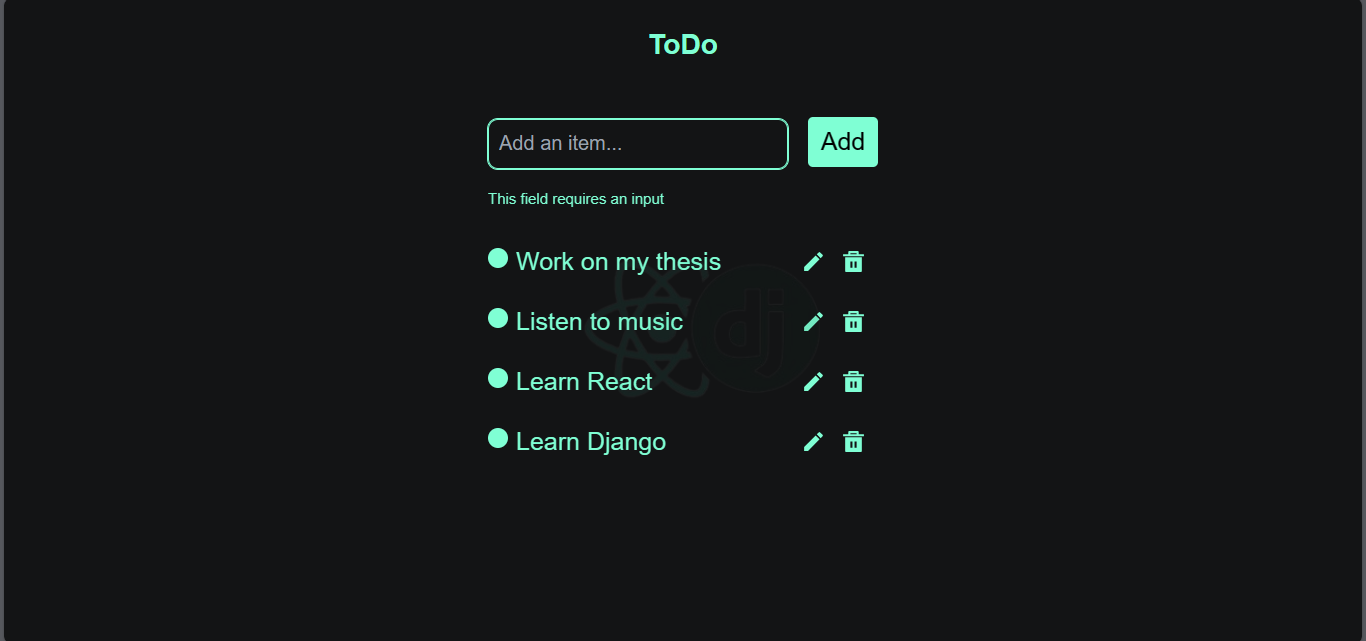 ToDo
Add an item...
Add
This field requires an input
Work on my thesis
Listen to music
Learn React
Learn Django
dj